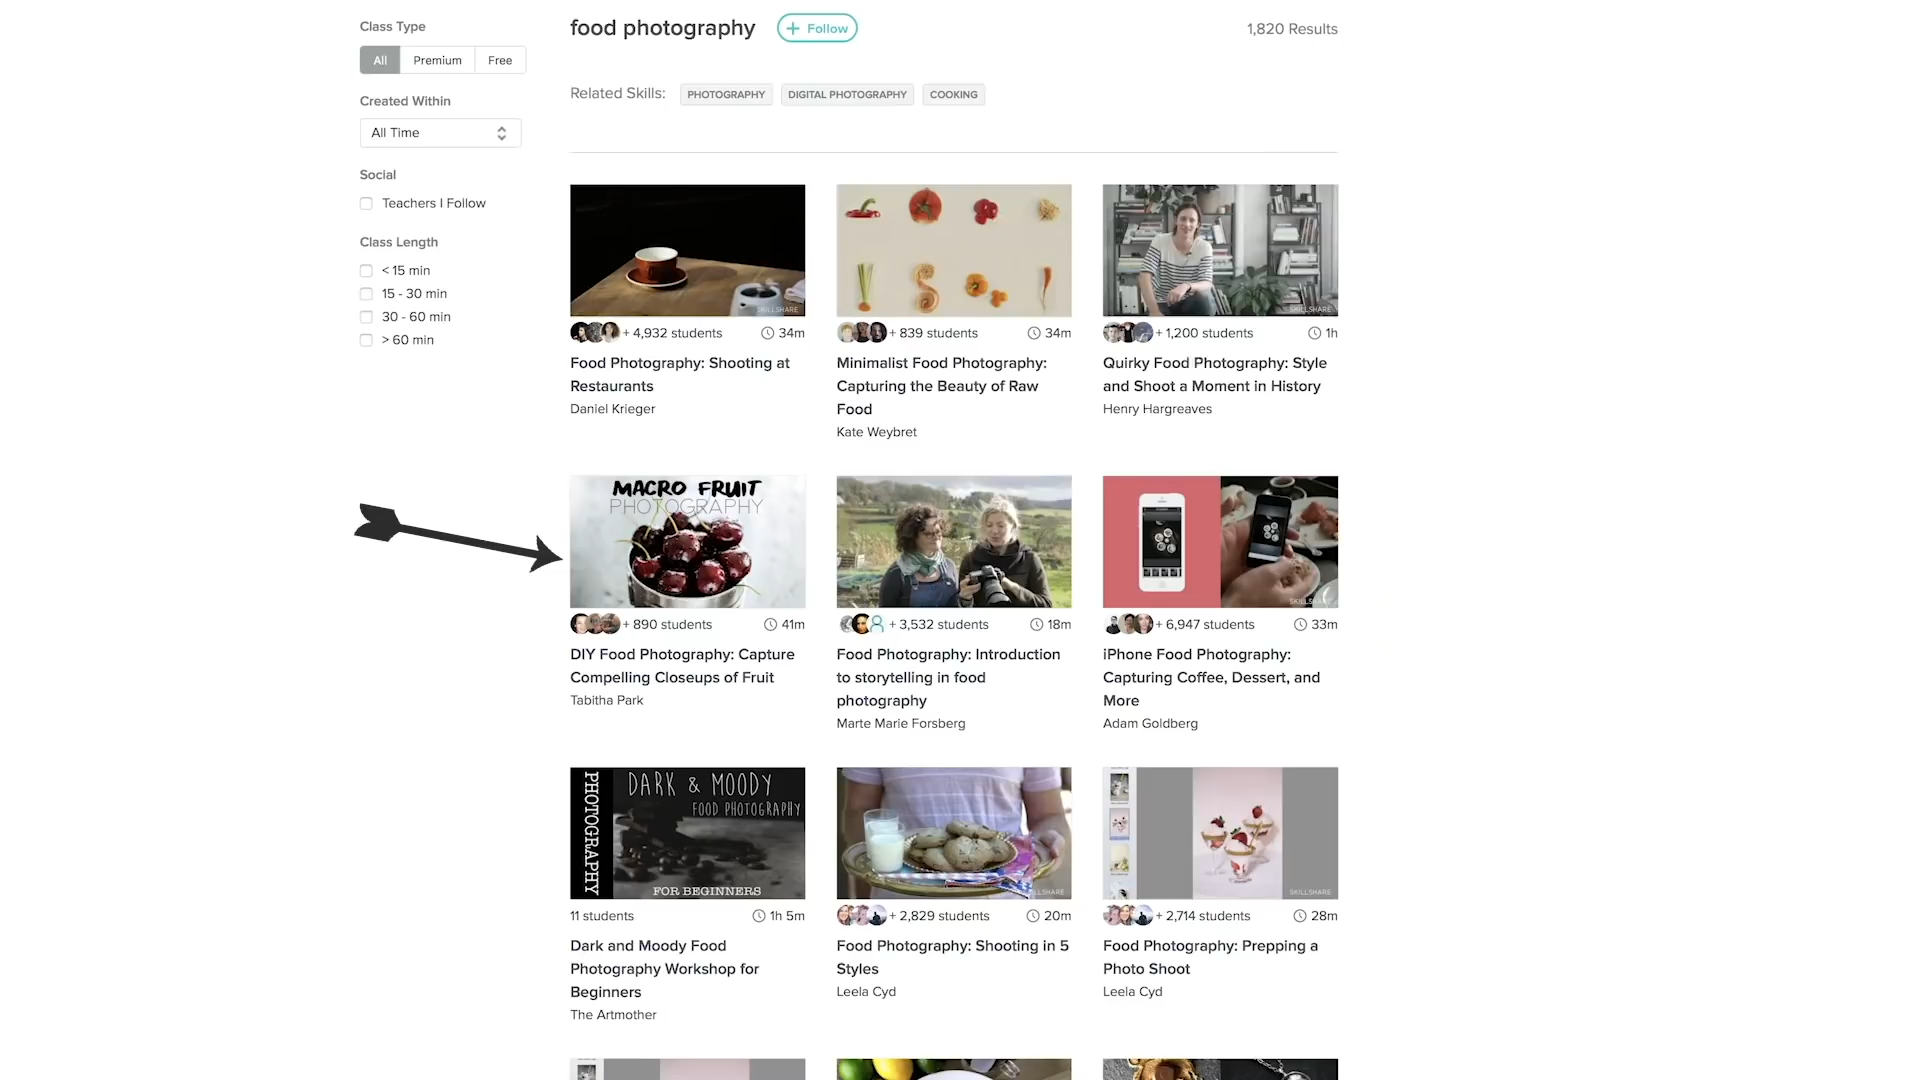 Class Type
All
Premium
Free
Created Within
All Time
Social
Teachers I Follow
Class Length
< 15 min
15 - 30 min
30 - 60 min
> 60 min
food photography
+ Follow
1,820 Results
Related Skills:
PHOTOGRAPHY
DIGITAL PHOTOGRAPHY
COOKING
SKILLSHARE
+ 4,932 students
34m
Food Photography: Shooting at
Restaurants
Daniel Krieger
+ 839 students
34m
Minimalist Food Photography:
Capturing the Beauty of Raw
Food
Kate Weybret
SKILLSHARE
+ 1,200 students
1h
Quirky Food Photography: Style
and Shoot a Moment in History
Henry Hargreaves
MACRO FRUIT
PHOTOGRAPHY
+ 890 students
41m
DIY Food Photography: Capture
Compelling Closeups of Fruit
Tabitha Park
+ 3,532 students
18m
Food Photography: Introduction
to storytelling in food
photography
Marte Marie Forsberg
SKILLSHARE
+ 6,947 students
33m
iPhone Food Photography:
Capturing Coffee, Dessert, and
More
Adam Goldberg
PHOTOGRAPHY
DARK & MOODY
FOOD PHOTOGRAPHY
FOR BEGINNERS
11 students
1h 5m
Dark and Moody Food
Photography Workshop for
Beginners
The Artmother
LSHARE
+ 2,829 students
20m
Food Photography: Shooting in 5
Styles
Leela Cyd
SKILLSHARE
+ 2,714 students
28m
Food Photography: Prepping a
Photo Shoot
Leela Cyd